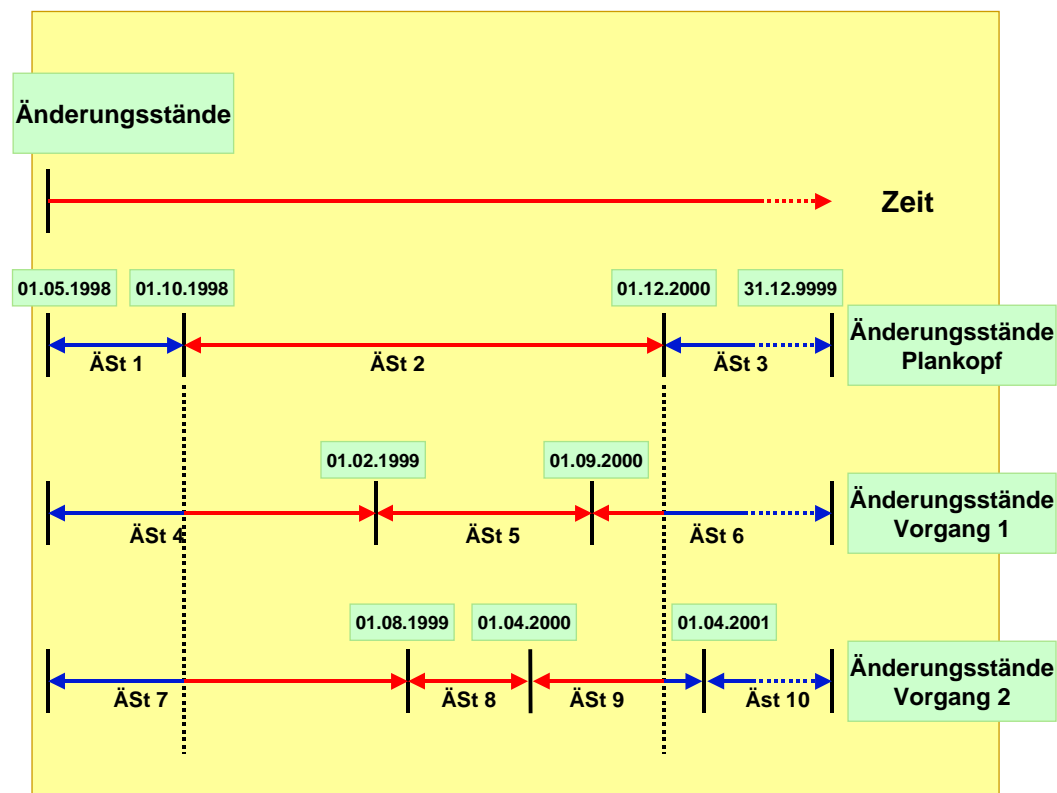 Änderungsstände
Zeit
01.05.1998
01.10.1998
01.12.2000
31.12.9999
Änderungsstände
Plankopf
ÄSt 1
ÄSt 2
ÄSt 3
01.02.1999
01.09.2000
Änderungsstände
Vorgang 1
ÄSt 4
ÄSt 5
ÄSt 6
01.08.1999
01.04.2000
01.04.2001
Änderungsstände
Vorgang 2
ÄSt 7
ÄSt 8
ÄSt 9
Äst 10